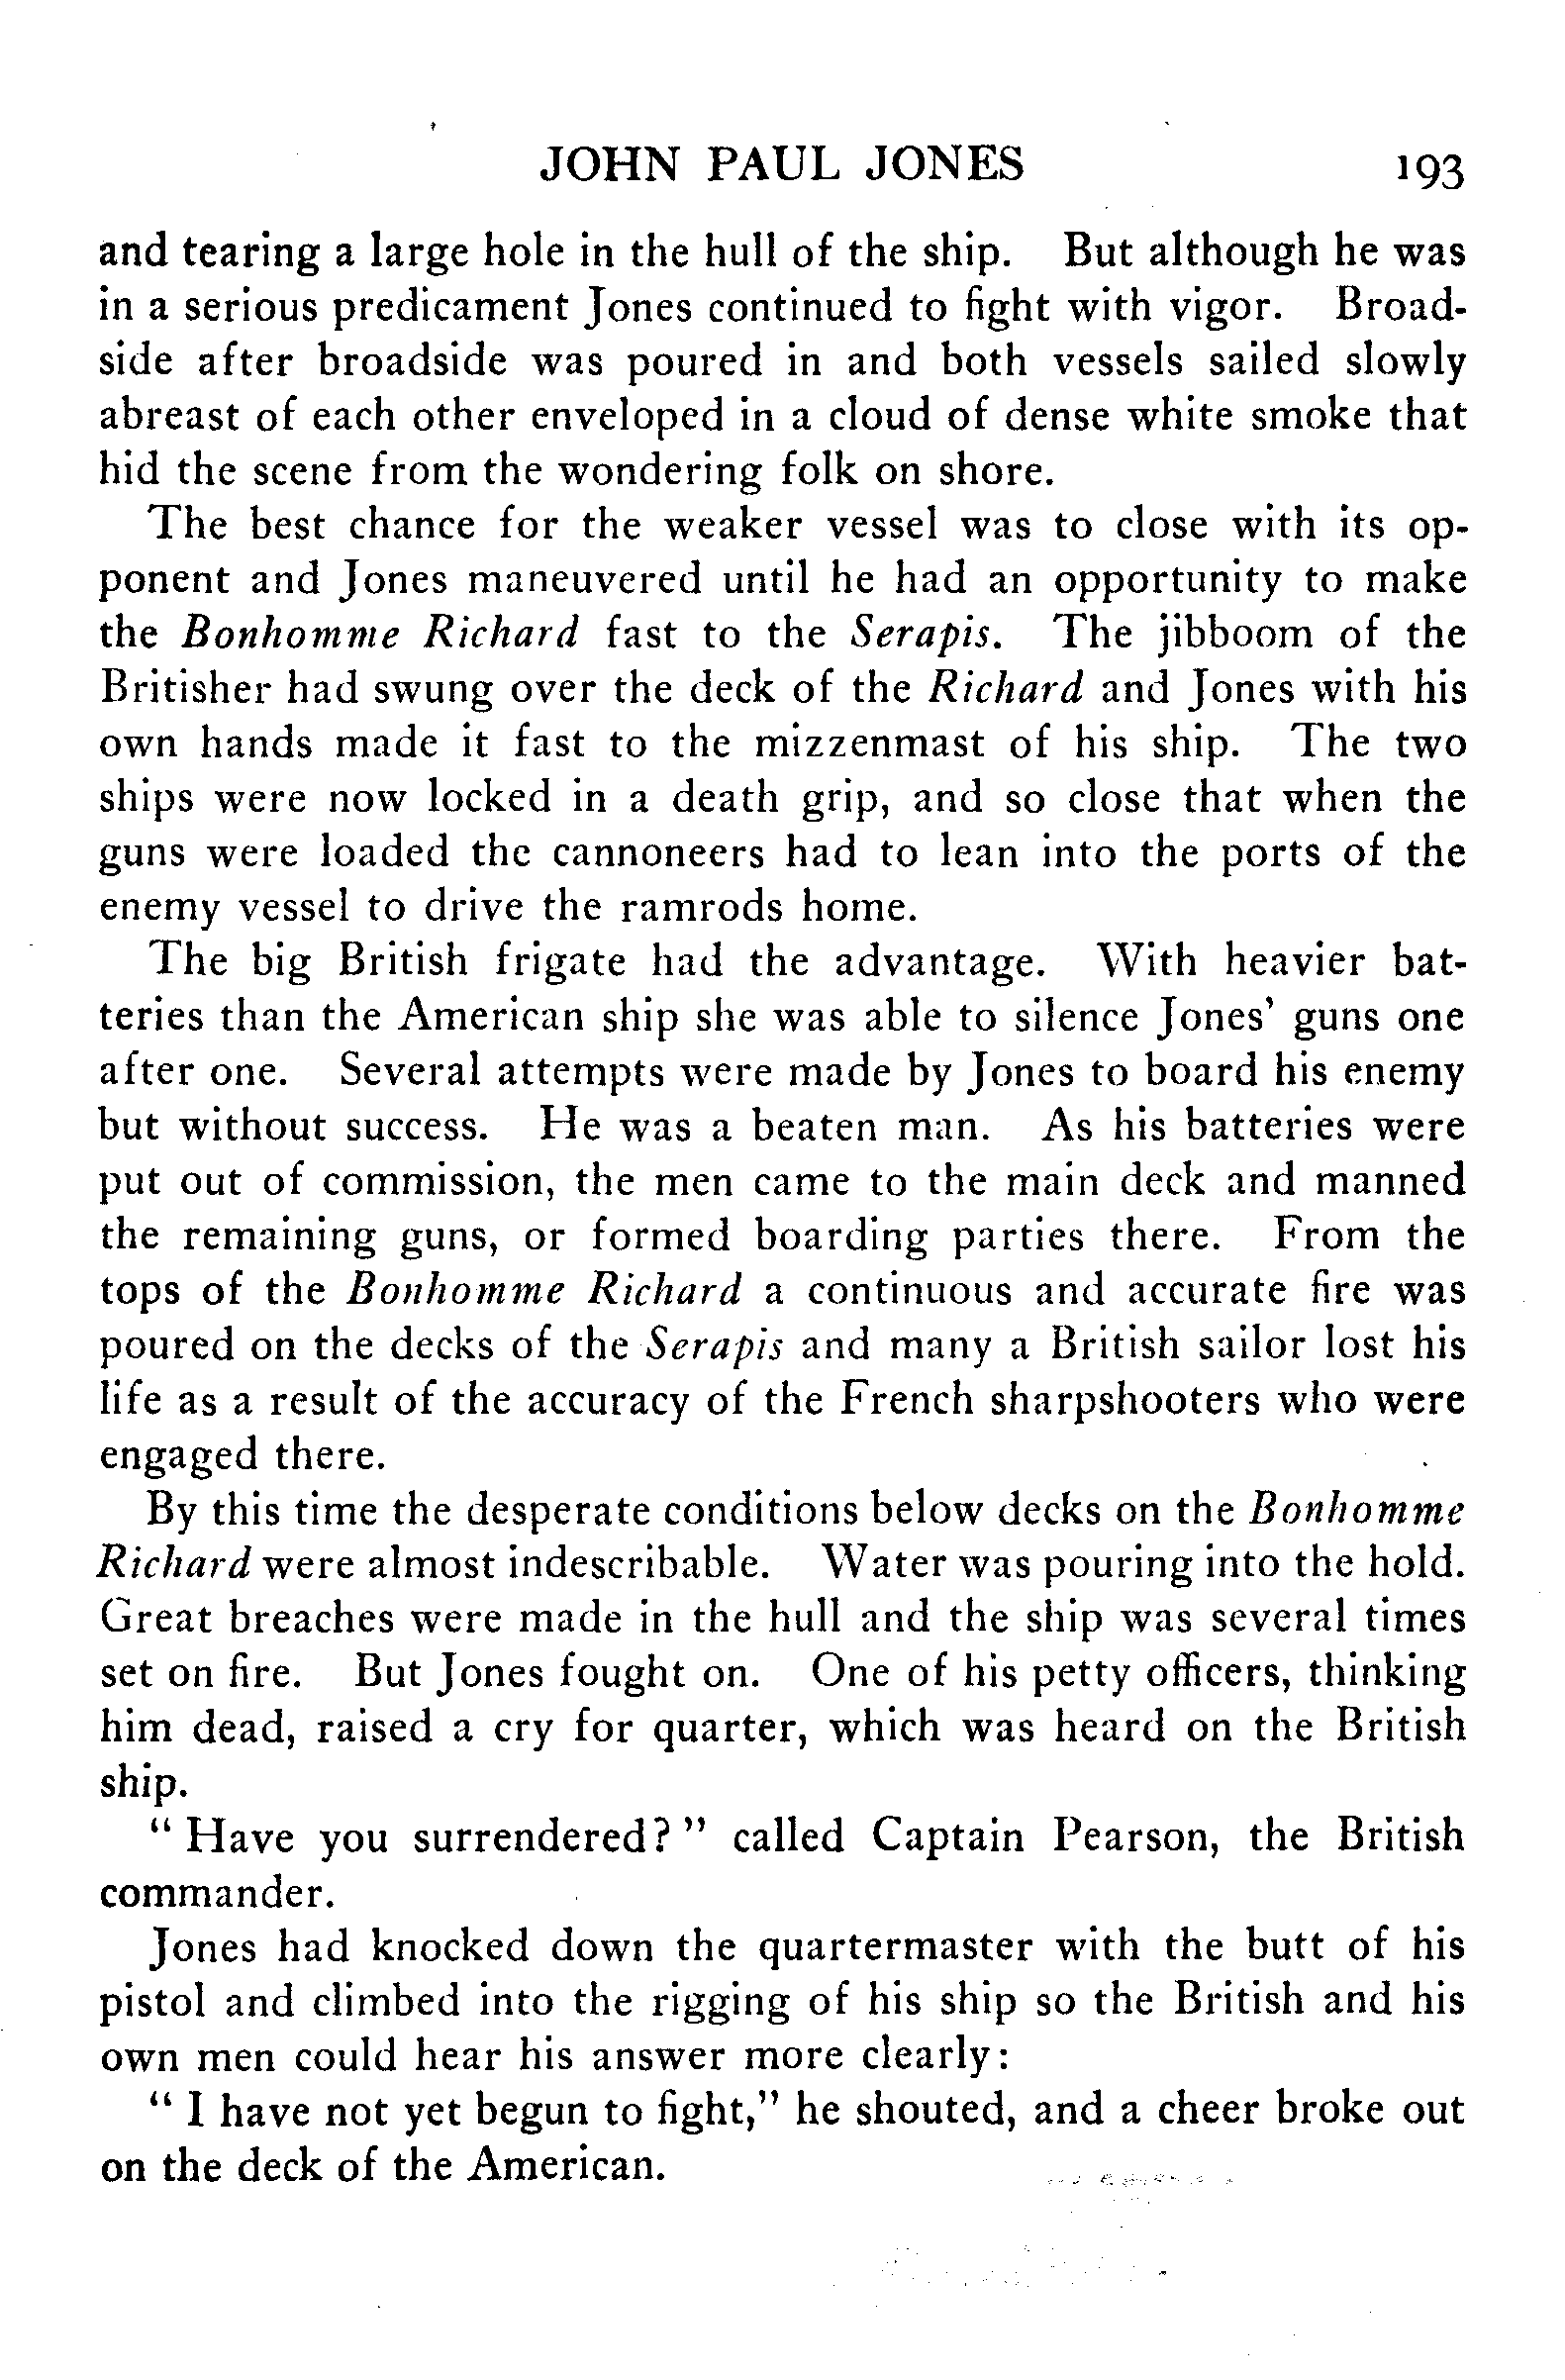 JOHN PAUL JONES 193
and tearing a large hole in the hull of the ship. But although he was
in a serious predicament Jones continued to fight with vigor. Broad-
side after broadside was poured in and both vessels sailed slowly
abreast of each other enveloped in a cloud of dense white smoke that
hid the scene from the wondering folk on shore.
The best chance for the weaker vessel was to close with its op-
ponent and Jones maneuvered until he had an opportunity to make
the Bonhomme Richard fast to the Serapis. The jibboom of the
Britisher had swung over the deck of the Richard and Jones with his
own hands made it fast to the mizzenmast of his ship. The two
ships were now locked in a death grip, and so close that when the
guns were loaded the cannoneers had to lean into the ports of the
enemy vessel to drive the ramrods home.
The big British frigate had the advantage. With heavier bat-
teries than the American ship she was able to silence Jones' guns one
after one. Several attempts were made by Jones to board his enemy
but without success. He was a beaten man. As his batteries were
put out of commission, the men came to the main deck and manned
the remaining guns, or formed boarding parties there. From the
tops of the Bonhomme Richard a continuous and accurate fire was
poured on the decks of the Serapis and many a British sailor lost his
life as a result of the accuracy of the French sharpshooters who were
engaged there.
By this time the desperate conditions below decks on the Bonhomme
Richard were almost indescribable. Water was pouring into the hold.
Great breaches were made in the hull and the ship was several times
set on fire. But Jones fought on. One of his petty officers, thinking
him dead, raised a cry for quarter, which was heard on the British
ship.
" Have you surrendered? " called Captain Pearson, the British
commander.
Jones had knocked down the quartermaster with the butt of his
pistol and climbed into the rigging of his ship so the British and his
own men could hear his answer more clearly:
" I have not yet begun to fight," he shouted, and a cheer broke out
on the deck of the American.